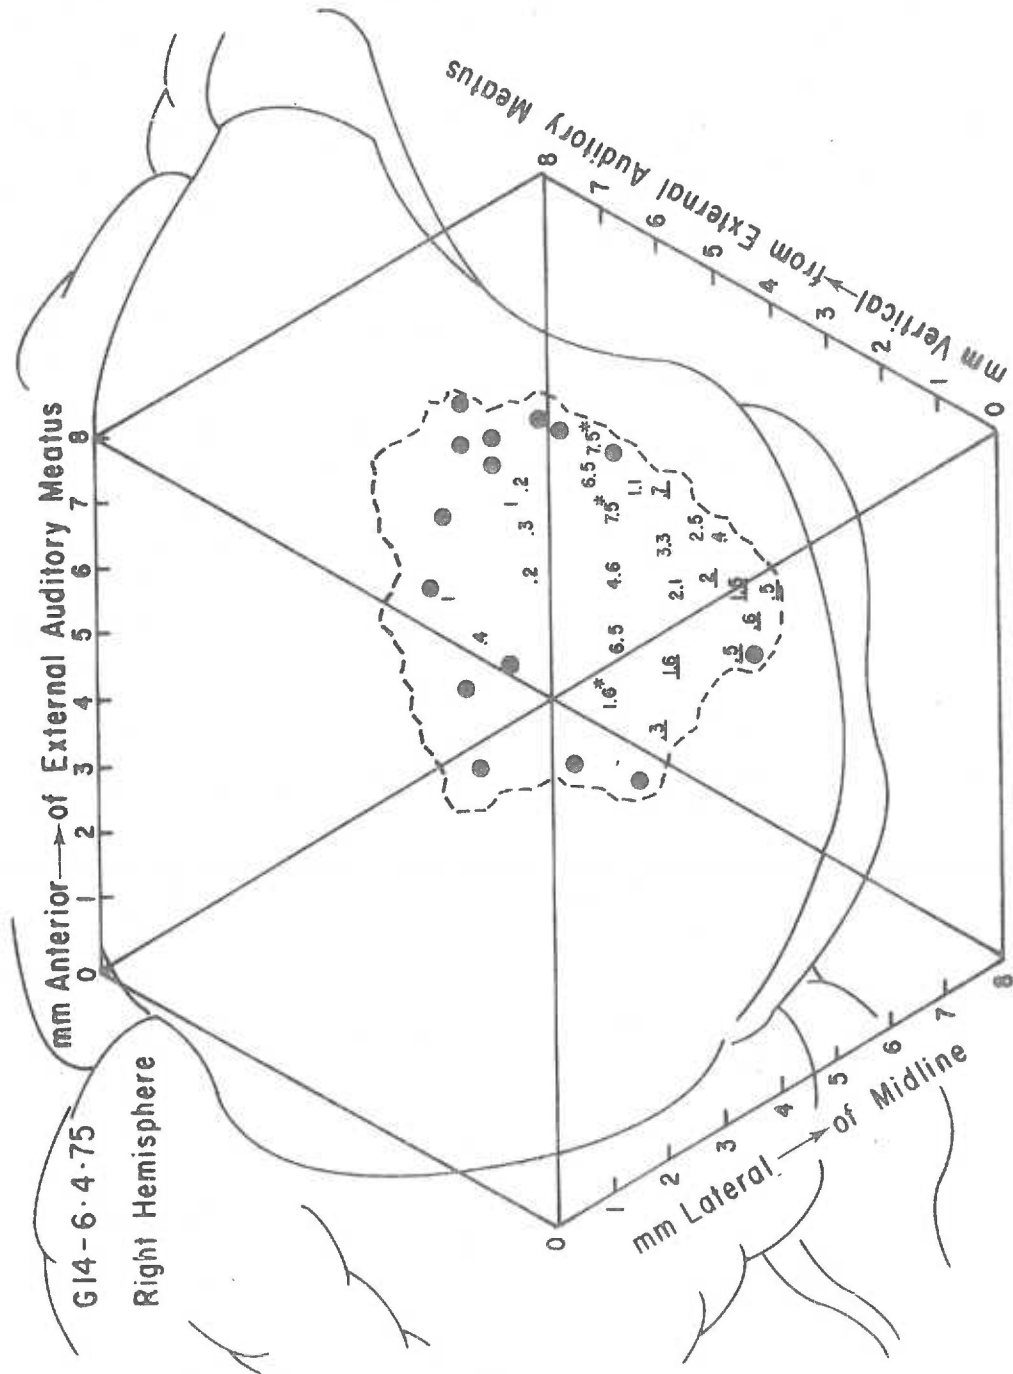 G14-6·4·75
Right Hemisphere
mm Anterior→of External Auditory Meatus
0 1 2 3 4 5 6 7 8
mm Vertical→from External Auditory Meatus
0 1 2 3 4 5 6 7 8
mm Lateral→of Midline
0 1 2 3 4 5 6 7 8
.4 1
.2 .3 1 .2
1.6* 6.5 4.6 7.5* 6.5 7.5*
.3 1.6 2.1 3.3 1.1 .7
2 2.5 .4
.5 .6 1.5 .5